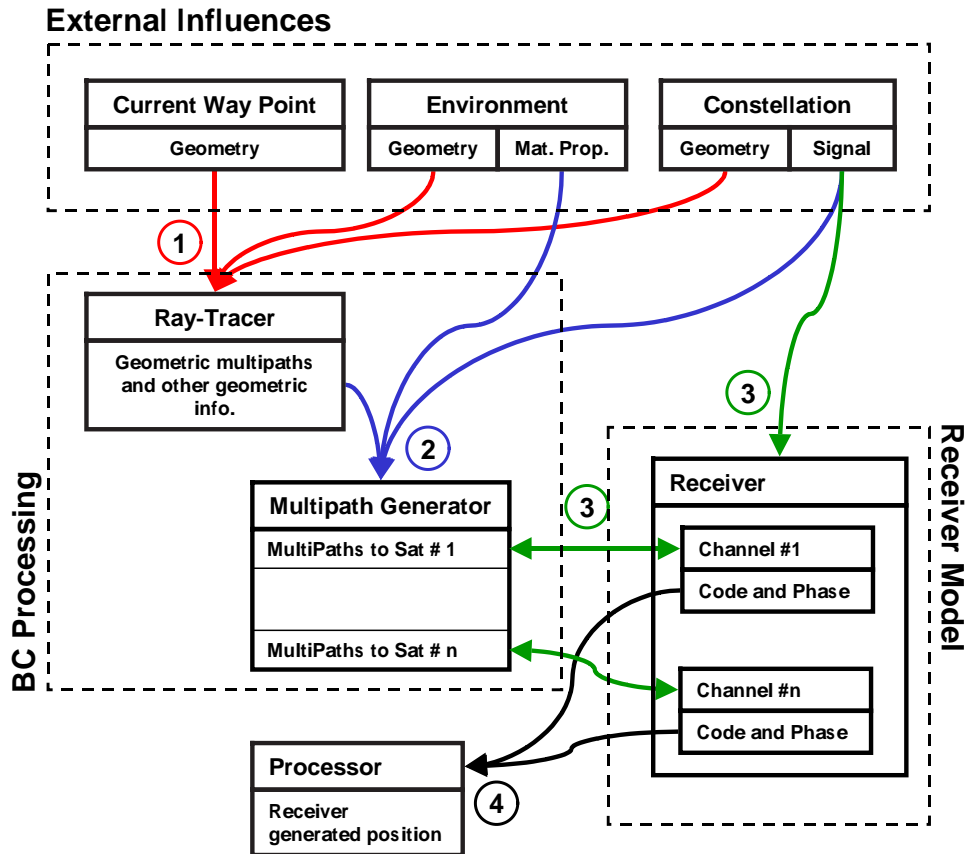 External Influences
Current Way Point
Geometry
Environment
Geometry
Mat. Prop.
Constellation
Geometry
Signal
1
Ray-Tracer
Geometric multipaths
and other geometric
info.
2
3
BC Processing
Multipath Generator
MultiPaths to Sat # 1
MultiPaths to Sat # n
3
Receiver Model
Receiver
Channel #1
Code and Phase
Channel #n
Code and Phase
Processor
Receiver
generated position
4